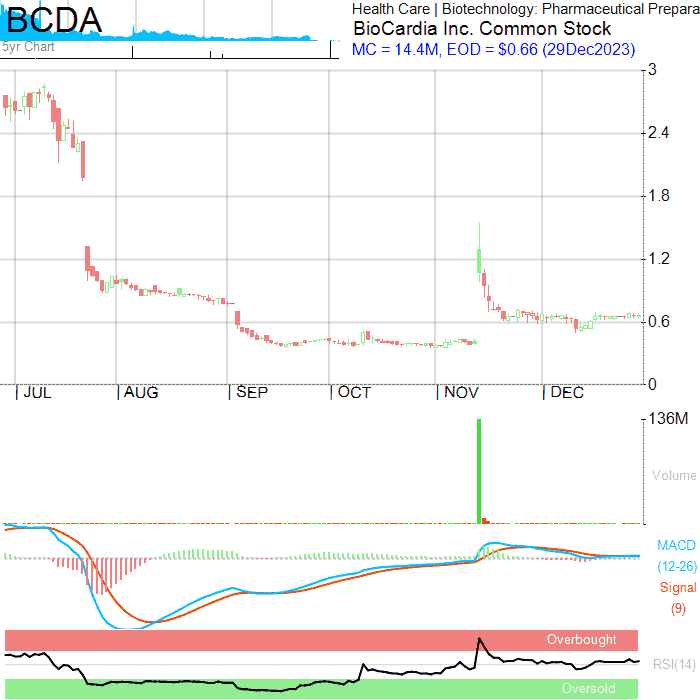 BCDA
5yr Chart
Health Care | Biotechnology: Pharmaceutical Prepara
BioCardia Inc. Common Stock
MC = 14.4M, EOD = $0.66 (29Dec2023)
3
2.4
1.8
1.2
0.6
0
JUL AUG SEP OCT NOV DEC
136M
Volume
MACD
(12-26)
Signal
(9)
Overbought
RSI(14)
Oversold